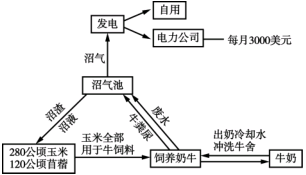 自用
发电
电力公司
每月3000美元
沼气
沼气池
沼渣
沼液
牛粪尿
废水
玉米全部
用于牛饲料
出奶冷却水
冲洗牛舍
280公顷玉米
120公顷苜蓿
饲养奶牛
牛奶